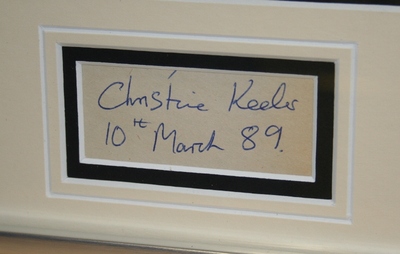 Christine Keeler
10th March 89.